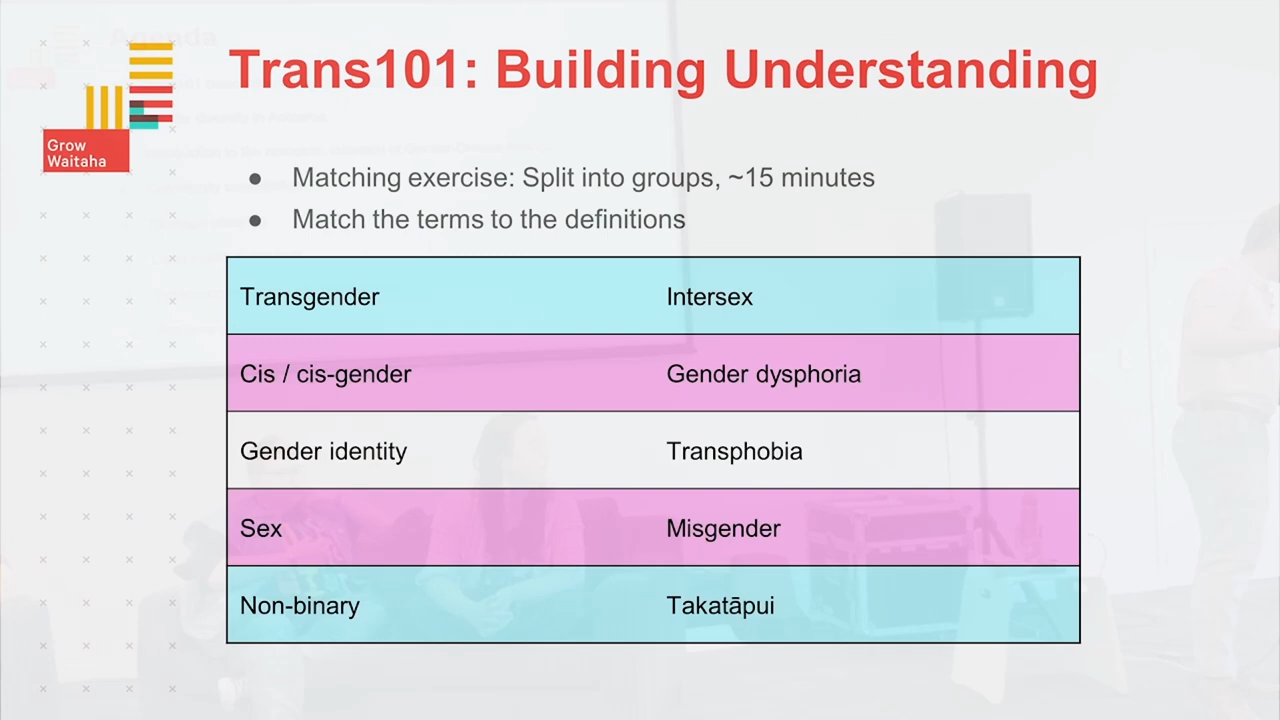 Trans101: Building Understanding
Grow
Waitaha
● Matching exercise: Split into groups, ~15 minutes
● Match the terms to the definitions
Transgender Intersex
Cis / cis-gender Gender dysphoria
Gender identity Transphobia
Sex Misgender
Non-binary Takatāpui